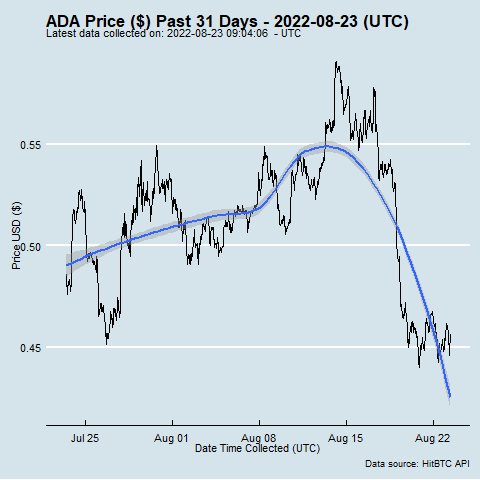 ADA Price ($) Past 31 Days - 2022-08-23 (UTC)
Latest data collected on: 2022-08-23 09:04:06  - UTC
0.55
0.50
0.45
Price USD ($)
Jul 25
Aug 01
Aug 08
Aug 15
Aug 22
Date Time Collected (UTC)
Data source: HitBTC API